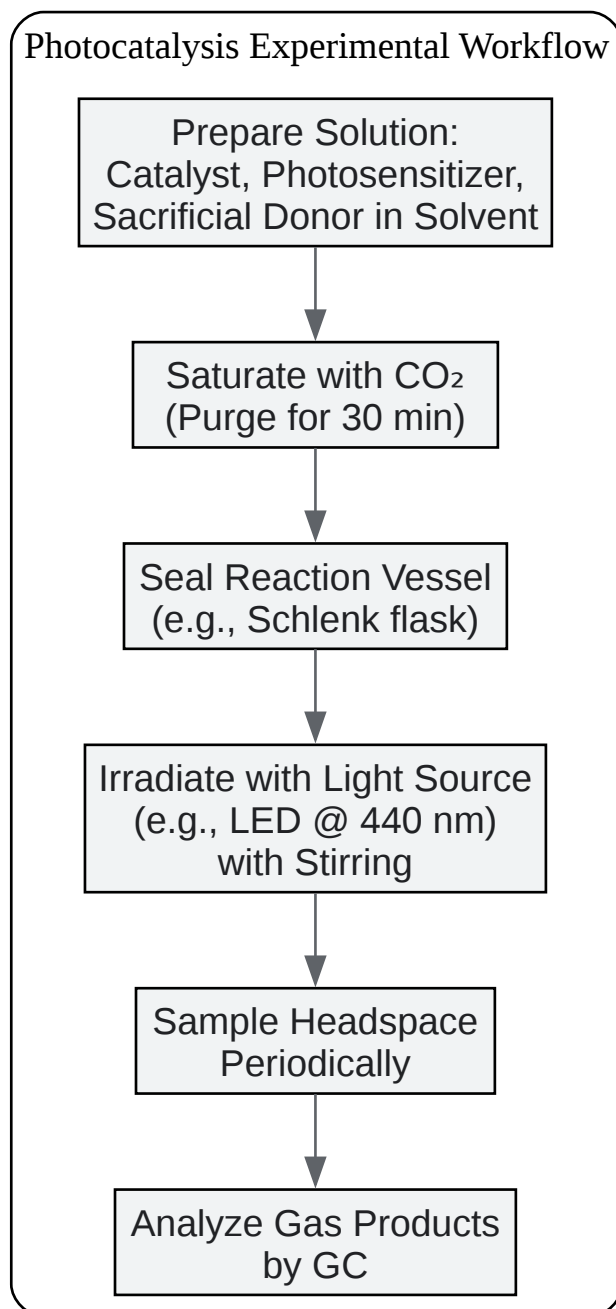 Photocatalysis Experimental Workflow
Prepare Solution:
Catalyst, Photosensitizer,
Sacrificial Donor in Solvent
Saturate with CO₂
(Purge for 30 min)
Seal Reaction Vessel
(e.g., Schlenk flask)
Irradiate with Light Source
(e.g., LED @ 440 nm)
with Stirring
Sample Headspace
Periodically
Analyze Gas Products
by GC